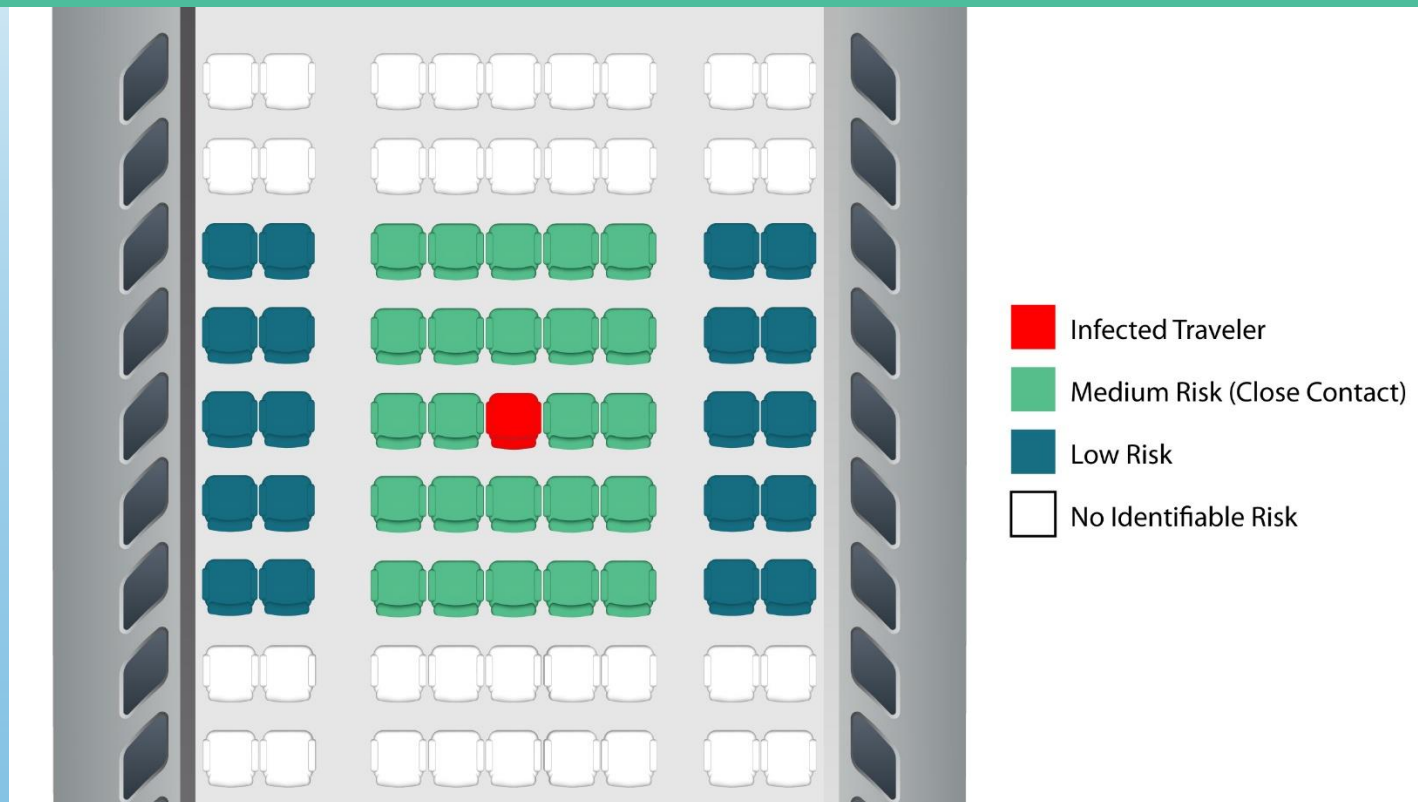 Infected Traveler
Medium Risk (Close Contact)
Low Risk
No Identifiable Risk